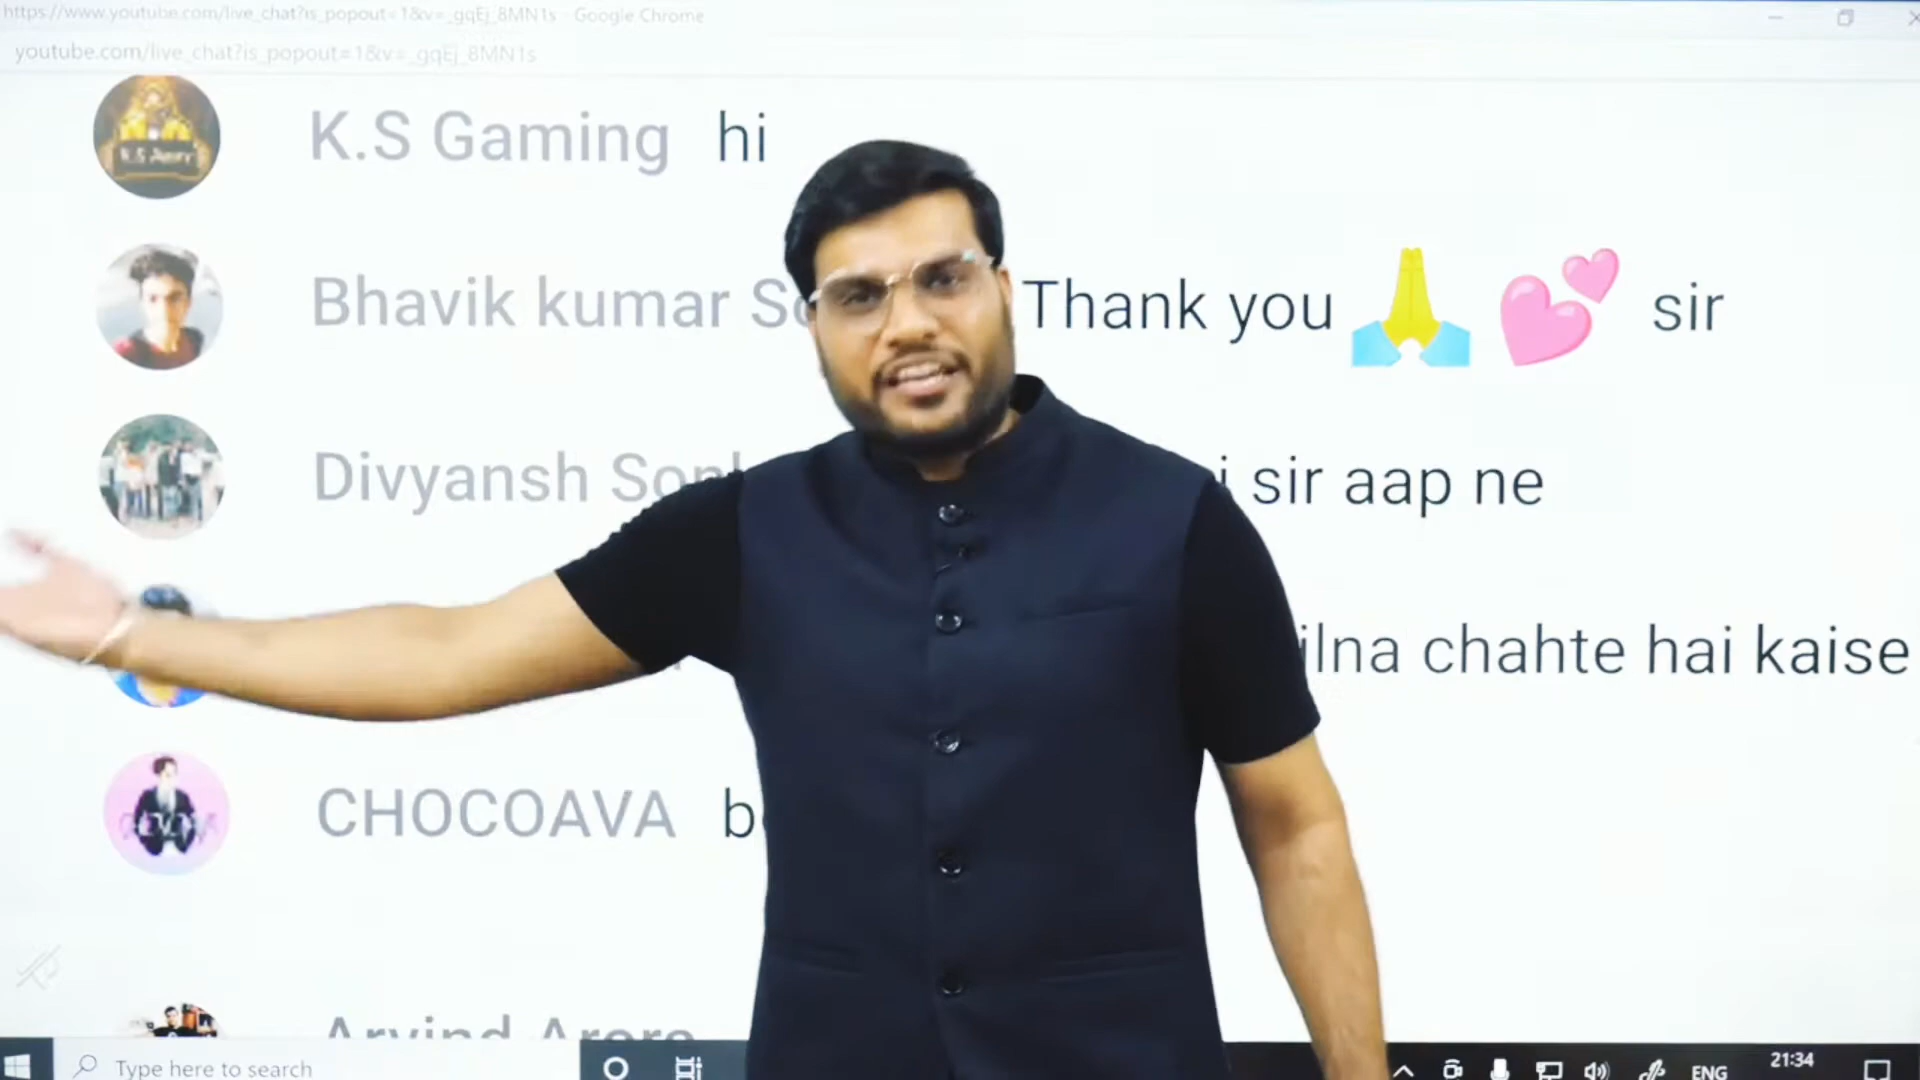 https://www.youtube.com/live_chat?is_popout=1&v=_gqEj_8MN1s - Google Chrome
youtube.com/live_chat?is_popout=1&v=_gqEj_8MN1s
K.S Gaming hi
Bhavik kumar Thank you 🙏 💕 sir
Divyansh sir aap ne
chahte hai kaise
CHOCOAVA b
Arvind Arora
Type here to search
ENG
21:34